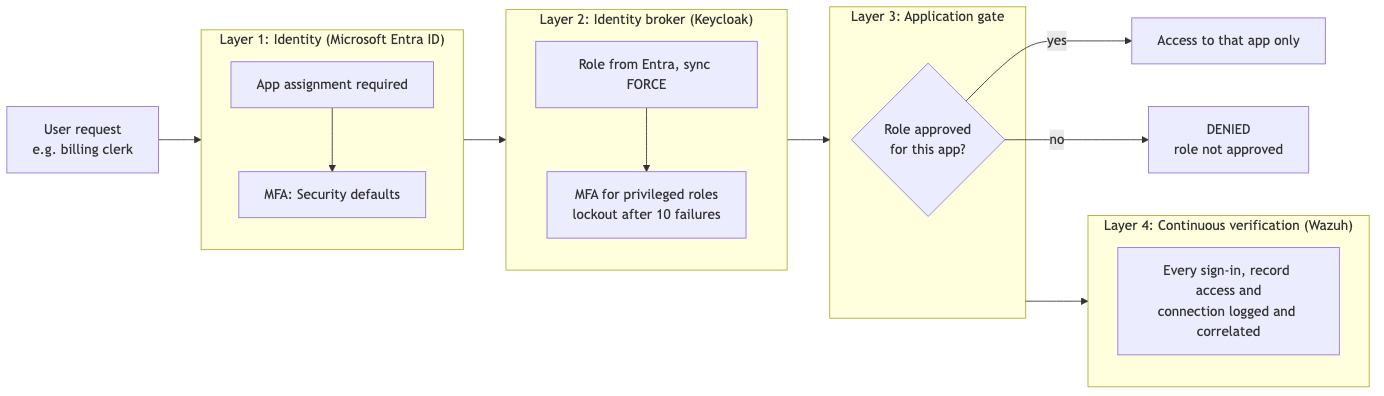 User request
e.g. billing clerk
Layer 1: Identity (Microsoft Entra ID)
App assignment required
MFA: Security defaults
Layer 2: Identity broker (Keycloak)
Role from Entra, sync
FORCE
MFA for privileged roles
lockout after 10 failures
Layer 3: Application gate
Role approved
for this app?
yes
Access to that app only
no
DENIED
role not approved
Layer 4: Continuous verification (Wazuh)
Every sign-in, record
access and
connection logged and
correlated